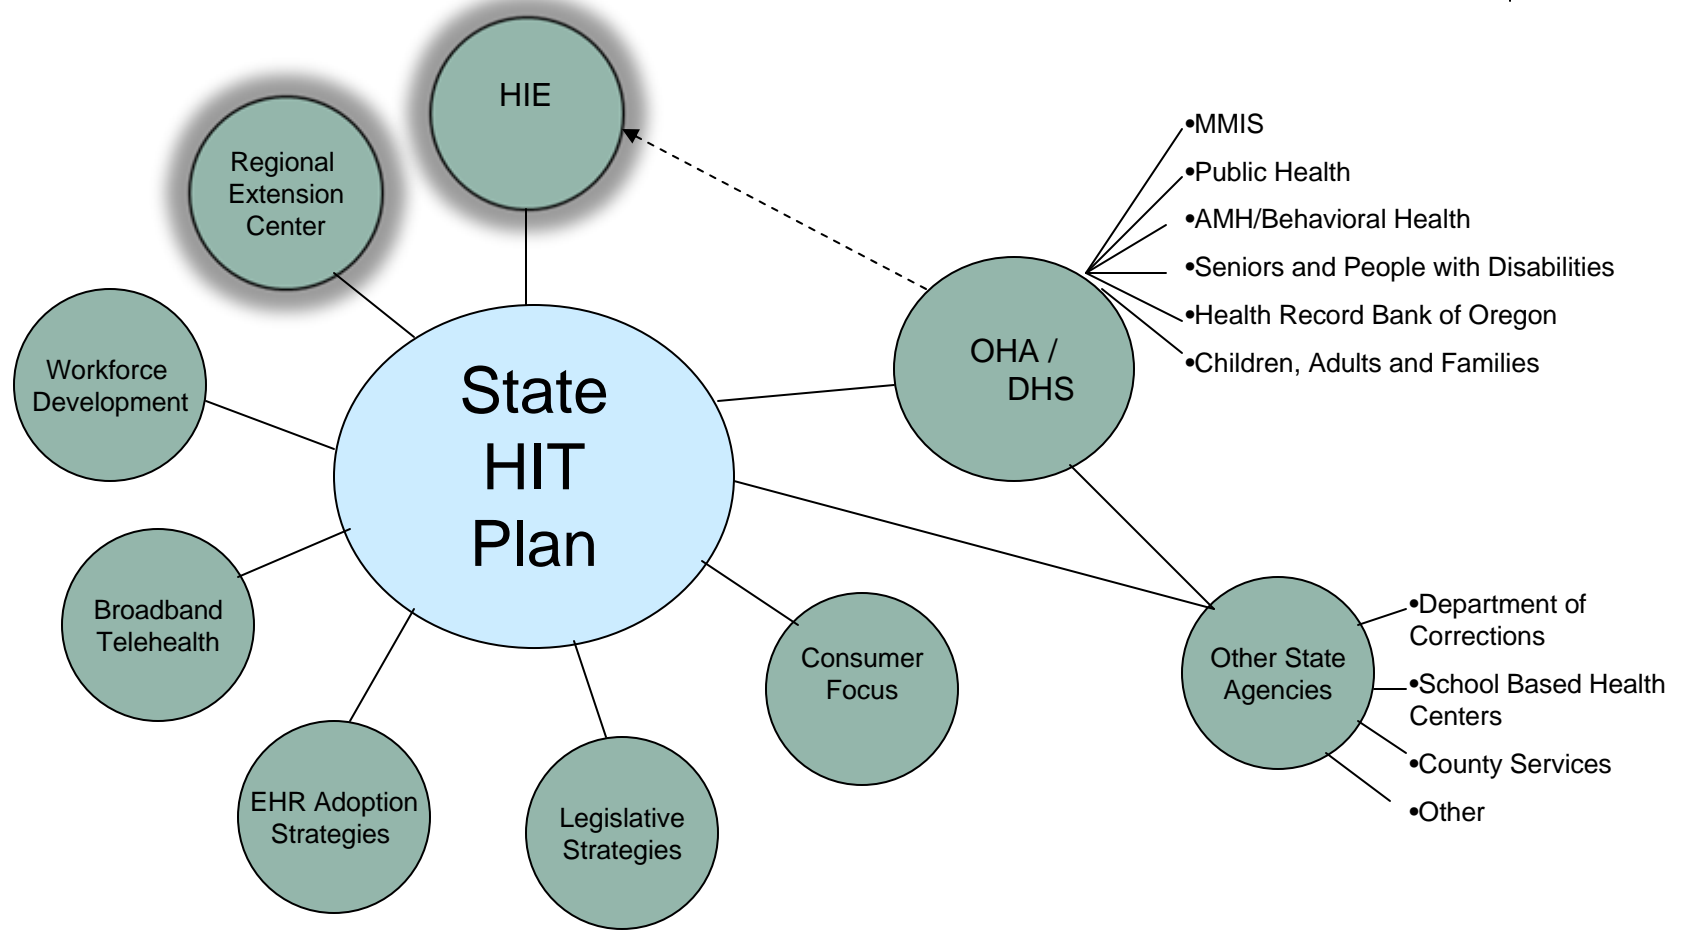 HIE
Regional
Extension
Center
•MMIS
•Public Health
•AMH/Behavioral Health
•Seniors and People with Disabilities
•Health Record Bank of Oregon
•Children, Adults and Families
OHA /
DHS
Workforce
Development
State
HIT
Plan
Broadband
Telehealth
Consumer
Focus
Other State
Agencies
•Department of
Corrections
•School Based Health
Centers
•County Services
•Other
EHR Adoption
Strategies
Legislative
Strategies